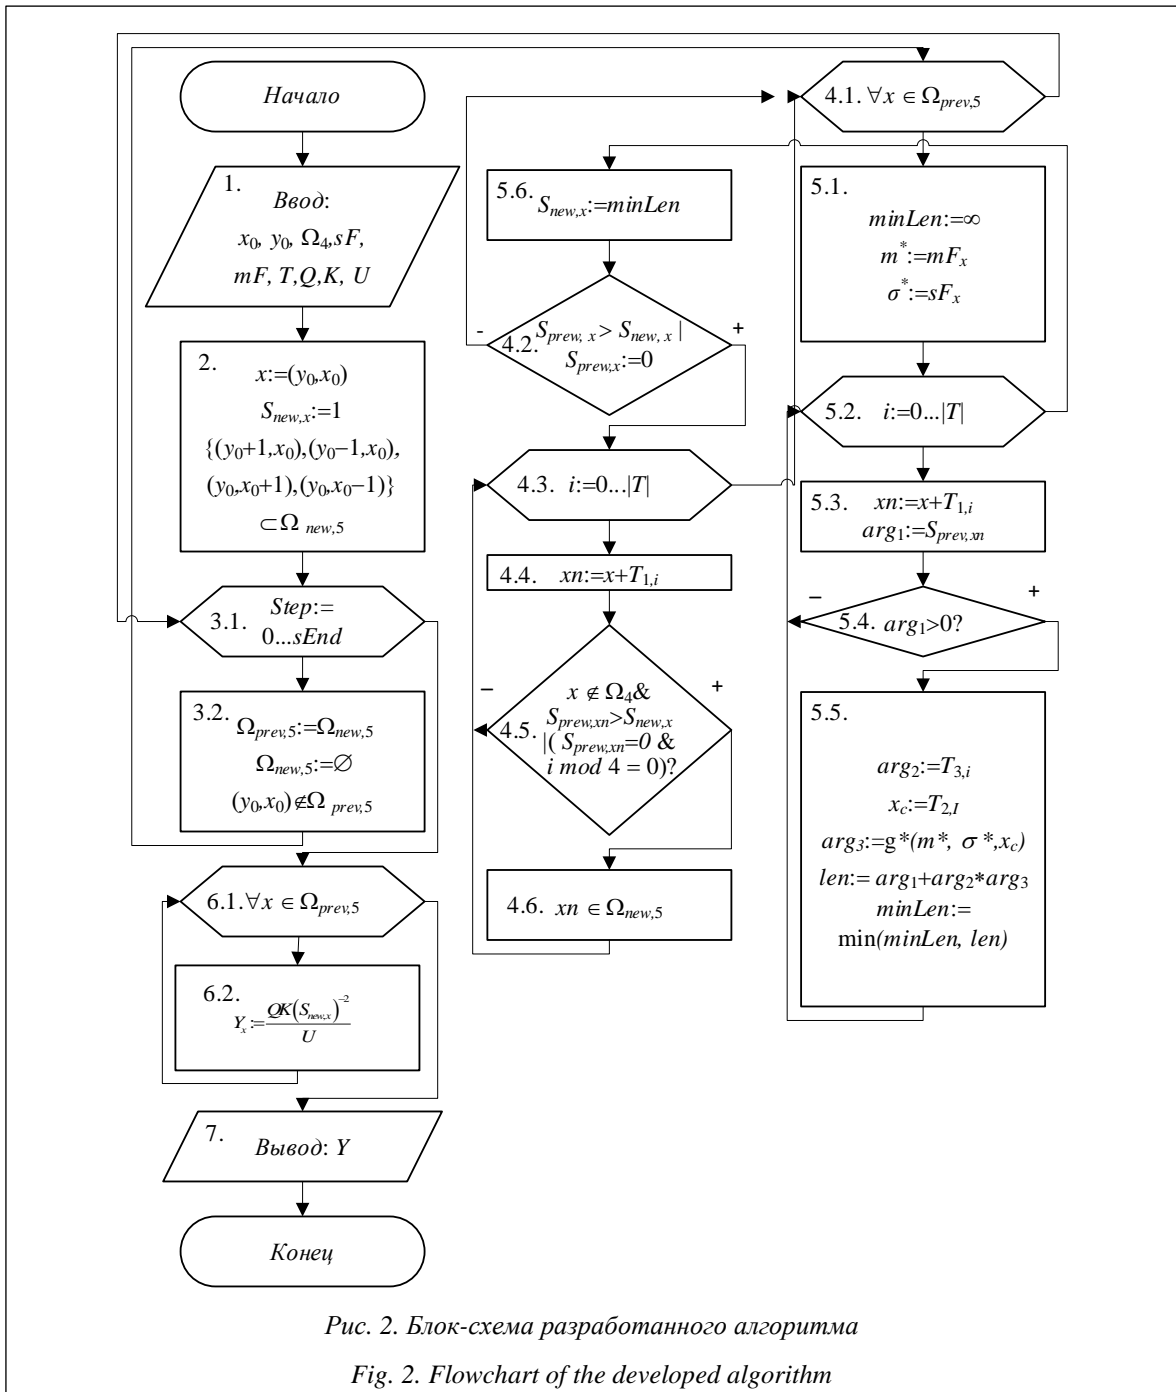 Начало
1.
Ввод:
x0, y0, Ω4,sF,
mF, T,Q,K, U
2.
x:=(y0,x0)
Snew,x:=1
{(y0+1,x0),(y0−1,x0),
(y0,x0+1),(y0,x0−1)}
⊂Ω new,5
3.1. Step:=
0...sEnd
3.2.
Ωprev,5:=Ωnew,5
Ωnew,5:=∅
(y0,x0)∉Ω prev,5
6.1.∀x ∈ Ωprev,5
6.2.
Yx:=QK(Snew,x)−2
U
7.
Вывод: Y
Конец
5.6.
Snew,x:=minLen
-
+
4.2.
Sprew, x > Snew, x |
Sprew,x:=0
4.3. i:=0...|T|
4.4. xn:=x+T1,i
–
+
4.5.
x ∉ Ω4&
Sprew,xn>Snew,x
|( Sprew,xn=0 &
i mod 4 = 0)?
4.6. xn ∈ Ωnew,5
4.1. ∀x ∈ Ωprev,5
5.1.
minLen:=∞
m*:=mFx
σ*:=sFx
5.2. i:=0...|T|
5.3. xn:=x+T1,i
arg1:=Sprev,xn
–
+
5.4. arg1>0?
5.5.
arg2:=T3,i
xc:=T2,I
arg3:=g*(m*, σ*,xc)
len:= arg1+arg2*arg3
minLen:=
min(minLen, len)
Рис. 2. Блок-схема разработанного алгоритма
Fig. 2. Flowchart of the developed algorithm